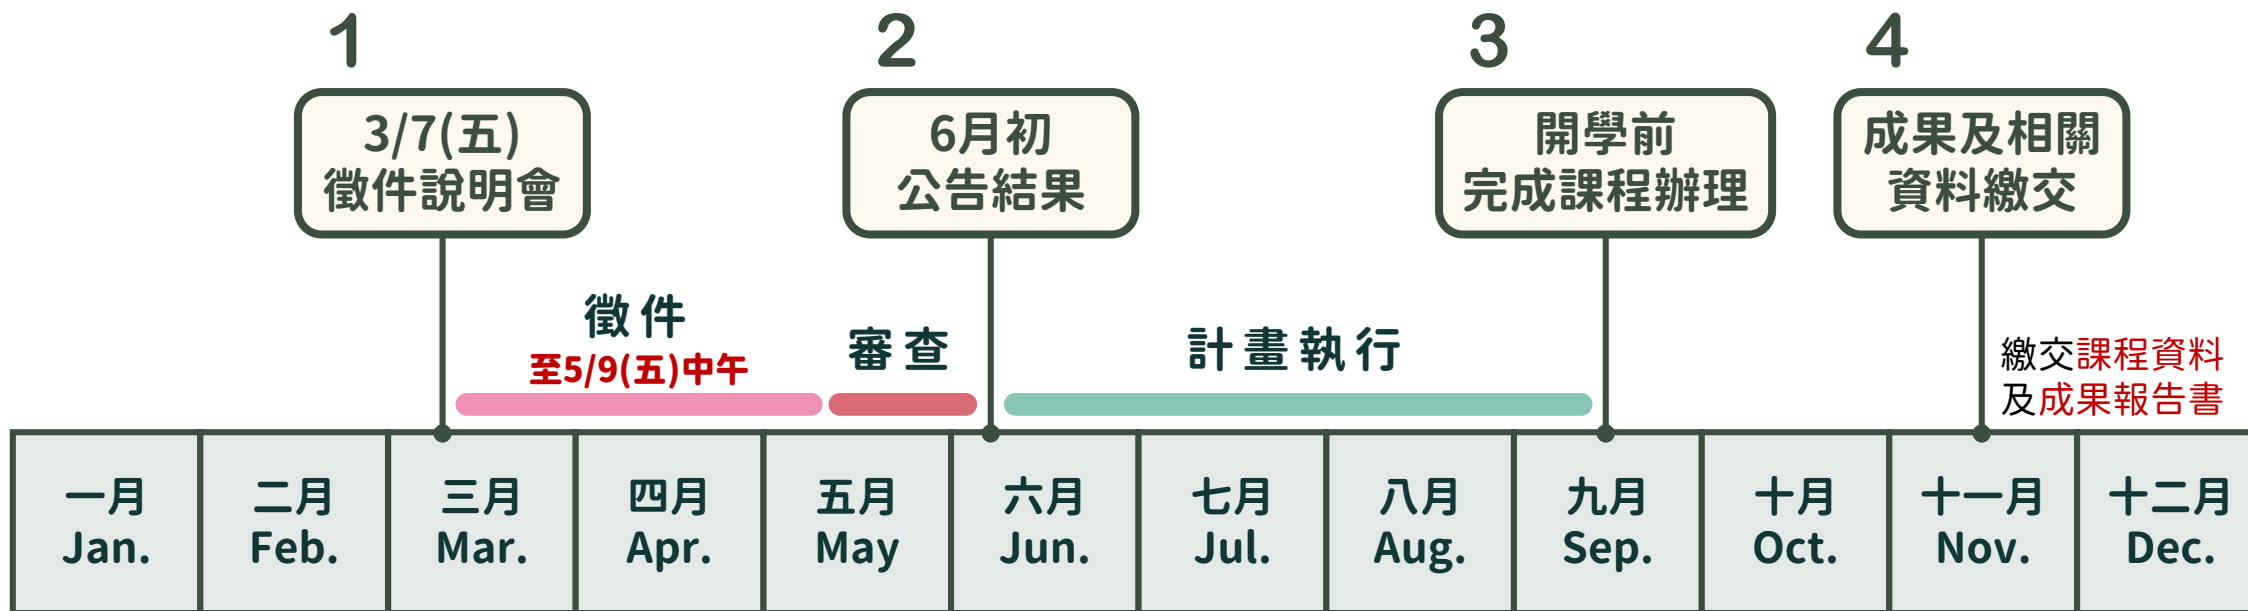 1
3/7(五)
徵件說明會
2
6月初
公告結果
3
開學前
完成課程辦理
4
成果及相關
資料繳交
徵件
至5/9(五)中午
審查
計畫執行
繳交課程資料
及成果報告書
一月
Jan.
二月
Feb.
三月
Mar.
四月
Apr.
五月
May
六月
Jun.
七月
Jul.
八月
Aug.
九月
Sep.
十月
Oct.
十一月
Nov.
十二月
Dec.